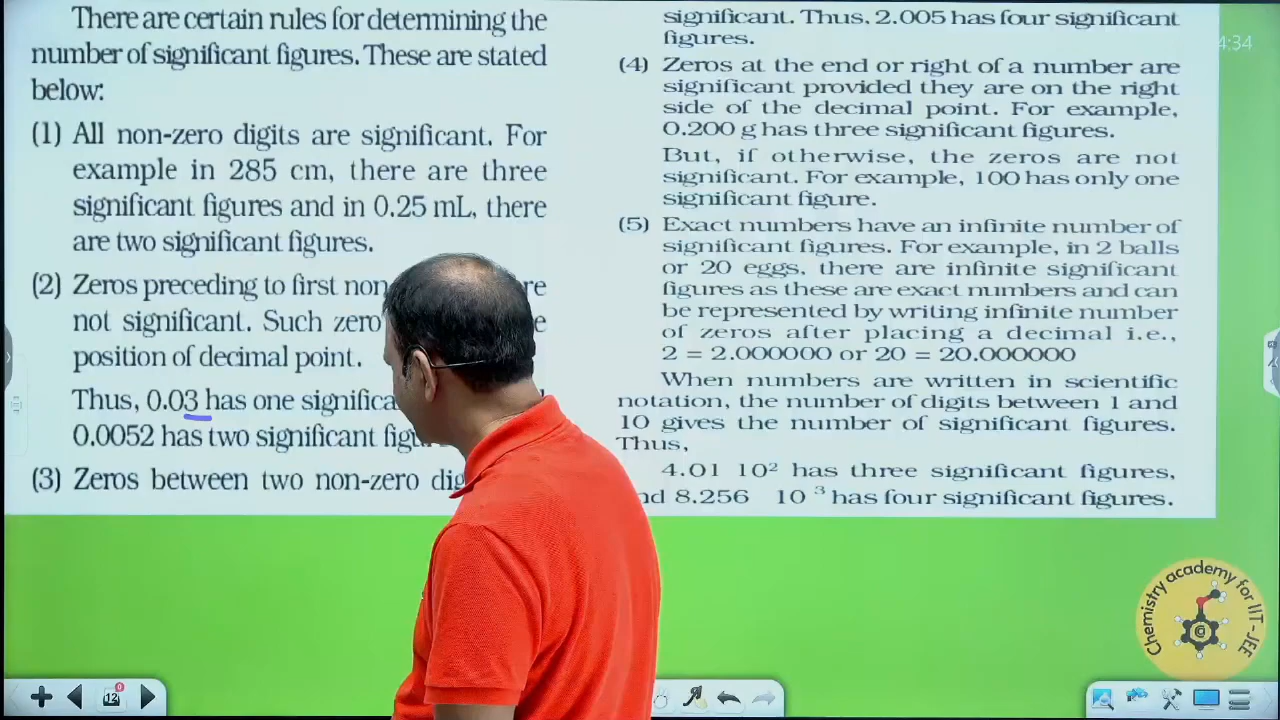 There are certain rules for determining the
number of significant figures. These are stated
below:
(1) All non-zero digits are significant. For
example in 285 cm, there are three
significant figures and in 0.25 mL, there
are two significant figures.
(2) Zeros preceding to first non
not significant. Such zero
position of decimal point.
Thus, 0.03 has one significa
0.0052 has two significant figu
(3) Zeros between two non-zero dig
significant. Thus, 2.005 has four significant
figures.
(4) Zeros at the end or right of a number are
significant provided they are on the right
side of the decimal point. For example,
0.200 g has three significant figures.
But, if otherwise, the zeros are not
significant. For example, 100 has only one
significant figure.
(5) Exact numbers have an infinite number of
significant figures. For example, in 2 balls
or 20 eggs, there are infinite significant
figures as these are exact numbers and can
be represented by writing infinite number
of zeros after placing a decimal i.e.,
2 = 2.000000 or 20 = 20.000000
When numbers are written in scientific
notation, the number of digits between 1 and
10 gives the number of significant figures.
Thus,
4.01 10² has three significant figures,
nd 8.256 10 ³ has four significant figures.
4:34
Chemistry academy for IIT-JEE
©
12